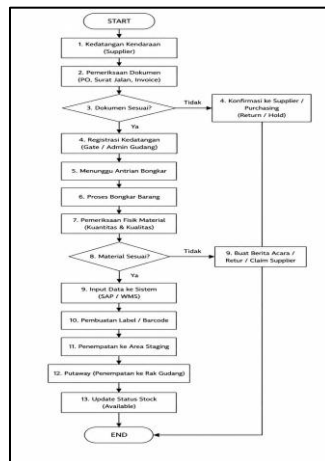 START
1. Kedatangan Kendaraan
(Supplier)
2. Pemeriksaan Dokumen
(PO, Surat Jalan, Invoice)
3. Dokumen Sesuai?
Tidak
4. Konfirmasi ke Supplier /
Purchasing
(Return / Hold)
Ya
4. Registrasi Kedatangan
(Gate / Admin Gudang)
5. Menunggu Antrian Bongkar
6. Proses Bongkar Barang
7. Pemeriksaan Fisik Material
(Kuantitas & Kualitas)
8. Material Sesuai?
Tidak
9. Buat Berita Acara /
Retur / Claim Supplier
Ya
9. Input Data ke Sistem
(SAP / WMS)
10. Pembuatan Label / Barcode
11. Penempatan ke Area Staging
12. Putaway (Penempatan ke Rak Gudang)
13. Update Status Stock
(Available)
END